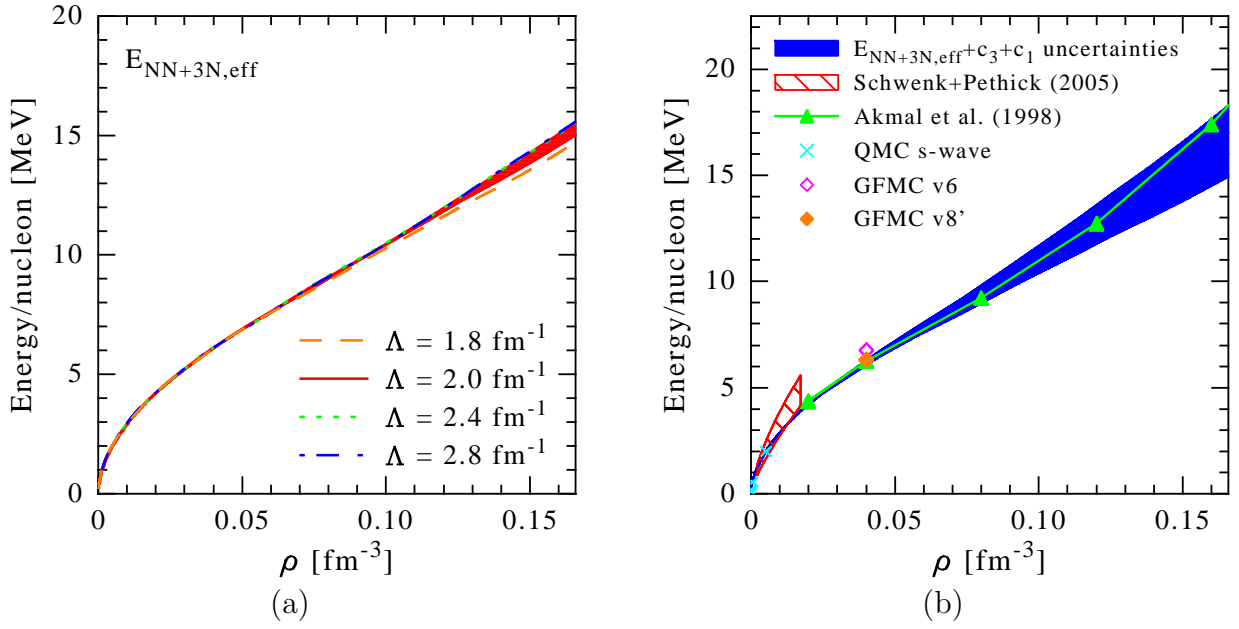 20
15
10
5
0
Energy/nucleon [MeV]
E_NN+3N,eff
Λ = 1.8 fm⁻¹
Λ = 2.0 fm⁻¹
Λ = 2.4 fm⁻¹
Λ = 2.8 fm⁻¹
0 0.05 0.10 0.15
ρ [fm⁻³]
(a)
20
15
10
5
0
Energy/nucleon [MeV]
E_NN+3N,eff+c₃+c₁ uncertainties
Schwenk+Pethick (2005)
Akmal et al. (1998)
QMC s-wave
GFMC v6
GFMC v8’
0 0.05 0.10 0.15
ρ [fm⁻³]
(b)